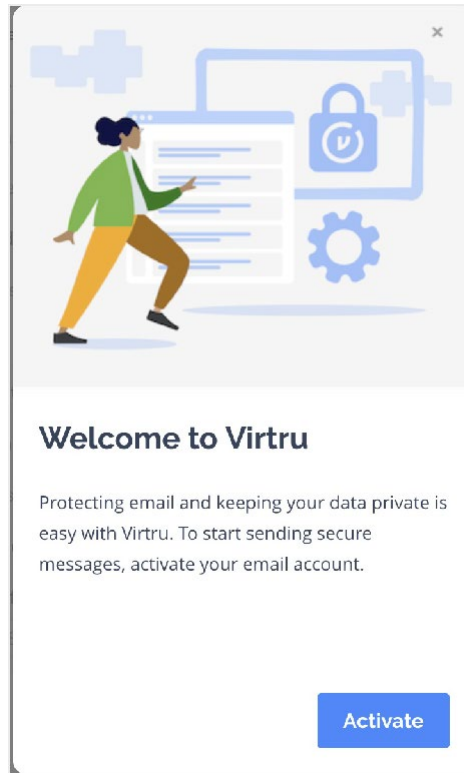 Welcome to Virtru
Protecting email and keeping your data private is
easy with Virtru. To start sending secure
messages, activate your email account.
Activate